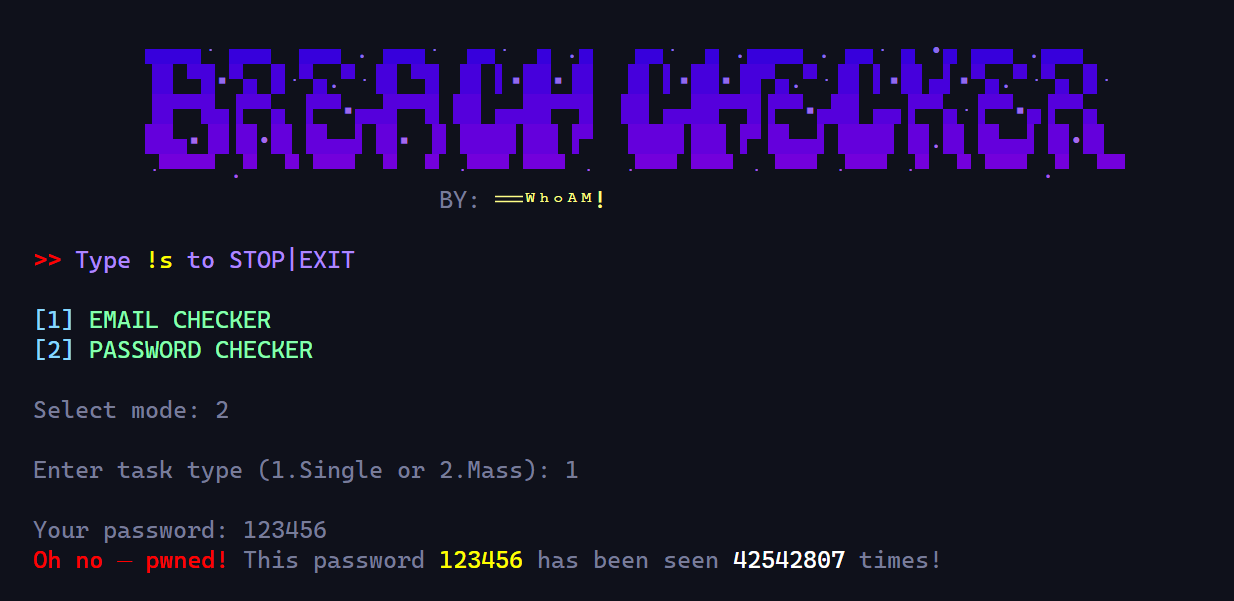 BREACH CHECKER
BY: ══ᵂʰᵒᴬᴹ!
>> Type !s to STOP|EXIT
[1] EMAIL CHECKER
[2] PASSWORD CHECKER
Select mode: 2
Enter task type (1.Single or 2.Mass): 1
Your password: 123456
Oh no — pwned! This password 123456 has been seen 42542807 times!